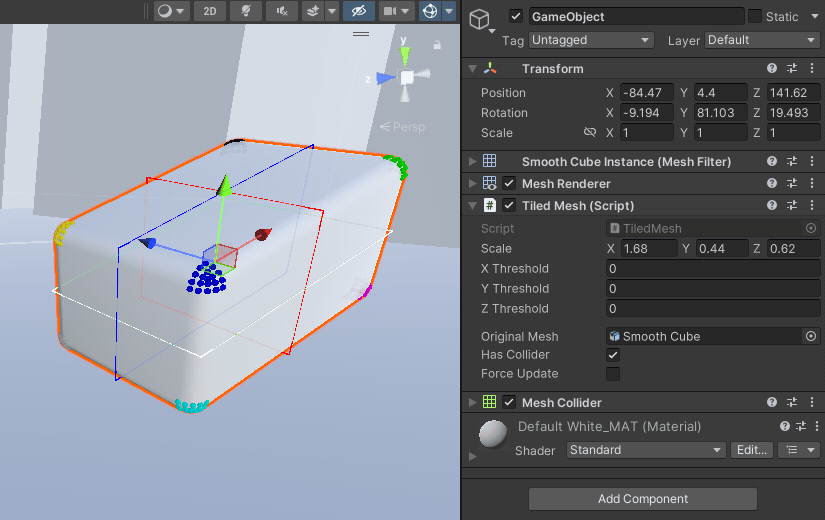 2D
y
z
Persp
GameObject
Static
Tag Untagged Layer Default
Transform
Position X -84.47 Y 4.4 Z 141.62
Rotation X -9.194 Y 81.103 Z 19.493
Scale X 1 Y 1 Z 1
Smooth Cube Instance (Mesh Filter)
Mesh Renderer
# Tiled Mesh (Script)
Script # TiledMesh
Scale X 1.68 Y 0.44 Z 0.62
X Threshold 0
Y Threshold 0
Z Threshold 0
Original Mesh Smooth Cube
Has Collider
Force Update
Mesh Collider
Default White_MAT (Material)
Shader Standard Edit...
Add Component